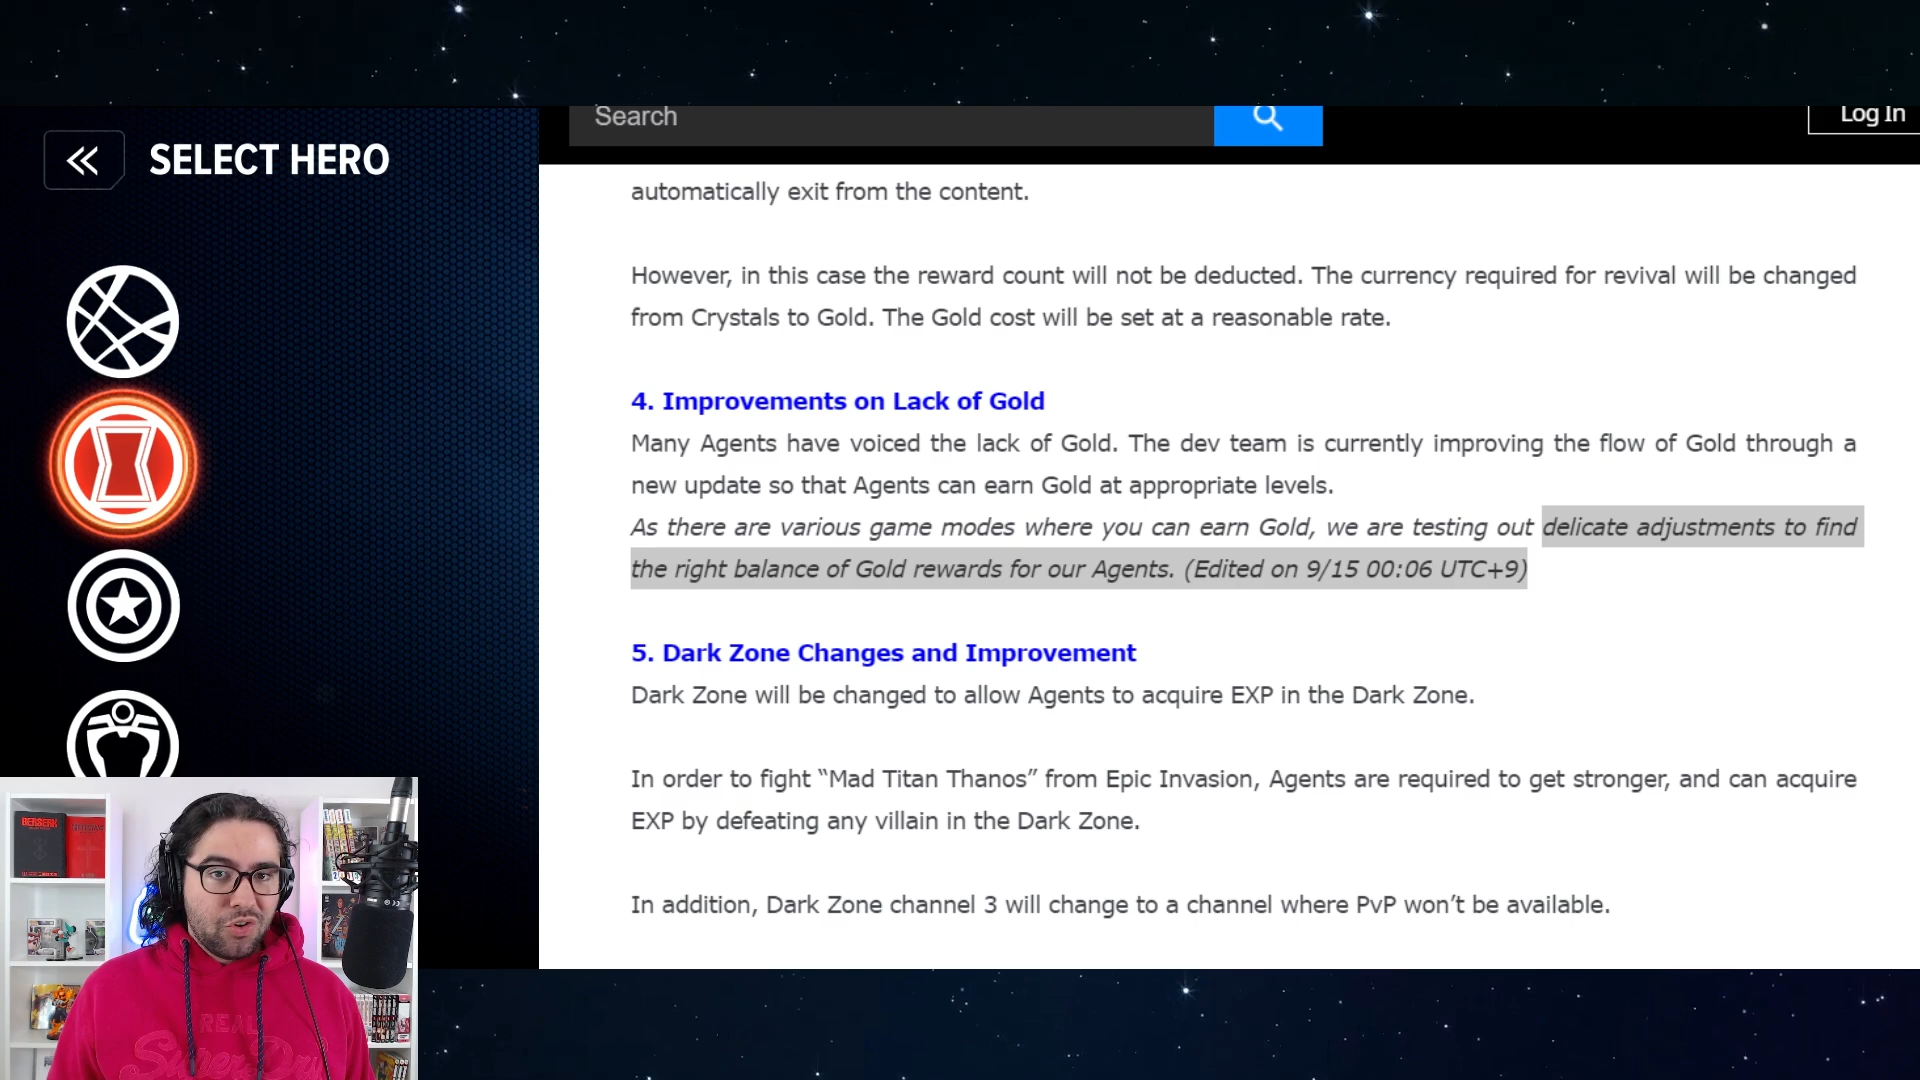 Search
Log In
SELECT HERO
automatically exit from the content.
However, in this case the reward count will not be deducted. The currency required for revival will be changed
from Crystals to Gold. The Gold cost will be set at a reasonable rate.
4. Improvements on Lack of Gold
Many Agents have voiced the lack of Gold. The dev team is currently improving the flow of Gold through a
new update so that Agents can earn Gold at appropriate levels.
As there are various game modes where you can earn Gold, we are testing out delicate adjustments to find
the right balance of Gold rewards for our Agents. (Edited on 9/15 00:06 UTC+9)
5. Dark Zone Changes and Improvement
Dark Zone will be changed to allow Agents to acquire EXP in the Dark Zone.
In order to fight “Mad Titan Thanos” from Epic Invasion, Agents are required to get stronger, and can acquire
EXP by defeating any villain in the Dark Zone.
In addition, Dark Zone channel 3 will change to a channel where PvP won’t be available.
BERSERK
REAL